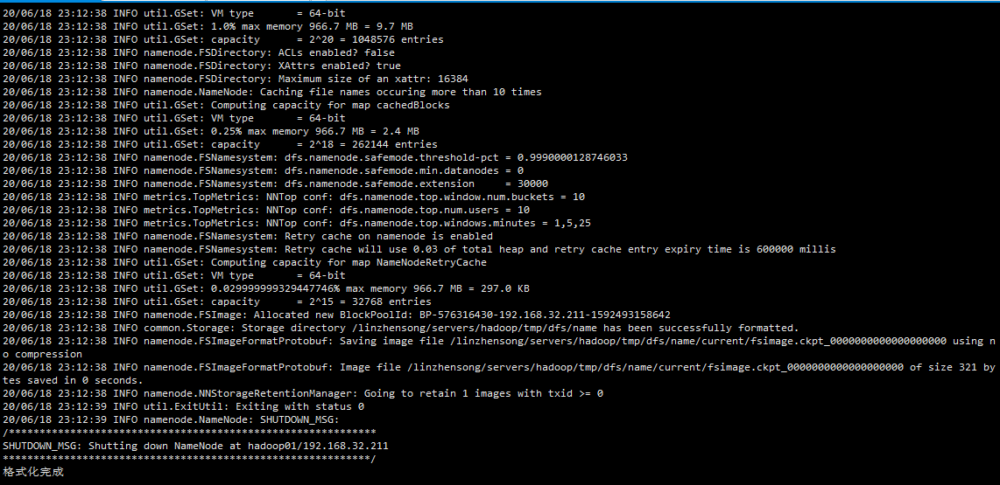 20/06/18 23:12:38 INFO util.GSet: VM type       = 64-bit
20/06/18 23:12:38 INFO util.GSet: 1.0% max memory 966.7 MB = 9.7 MB
20/06/18 23:12:38 INFO util.GSet: capacity      = 2^20 = 1048576 entries
20/06/18 23:12:38 INFO namenode.FSDirectory: ACLs enabled? false
20/06/18 23:12:38 INFO namenode.FSDirectory: XAttrs enabled? true
20/06/18 23:12:38 INFO namenode.FSDirectory: Maximum size of an xattr: 16384
20/06/18 23:12:38 INFO namenode.NameNode: Caching file names occuring more than 10 times
20/06/18 23:12:38 INFO util.GSet: Computing capacity for map cachedBlocks
20/06/18 23:12:38 INFO util.GSet: VM type       = 64-bit
20/06/18 23:12:38 INFO util.GSet: 0.25% max memory 966.7 MB = 2.4 MB
20/06/18 23:12:38 INFO util.GSet: capacity      = 2^18 = 262144 entries
20/06/18 23:12:38 INFO namenode.FSNamesystem: dfs.namenode.safemode.threshold-pct = 0.9990000128746033
20/06/18 23:12:38 INFO namenode.FSNamesystem: dfs.namenode.safemode.min.datanodes = 0
20/06/18 23:12:38 INFO namenode.FSNamesystem: dfs.namenode.safemode.extension     = 30000
20/06/18 23:12:38 INFO metrics.TopMetrics: NNTop conf: dfs.namenode.top.window.num.buckets = 10
20/06/18 23:12:38 INFO metrics.TopMetrics: NNTop conf: dfs.namenode.top.num.users = 10
20/06/18 23:12:38 INFO metrics.TopMetrics: NNTop conf: dfs.namenode.top.windows.minutes = 1,5,25
20/06/18 23:12:38 INFO namenode.FSNamesystem: Retry cache on namenode is enabled
20/06/18 23:12:38 INFO namenode.FSNamesystem: Retry cache will use 0.03 of total heap and retry cache entry expiry time is 600000 millis
20/06/18 23:12:38 INFO util.GSet: Computing capacity for map NameNodeRetryCache
20/06/18 23:12:38 INFO util.GSet: VM type       = 64-bit
20/06/18 23:12:38 INFO util.GSet: 0.029999999329447746% max memory 966.7 MB = 297.0 KB
20/06/18 23:12:38 INFO util.GSet: capacity      = 2^15 = 32768 entries
20/06/18 23:12:38 INFO namenode.FSImage: Allocated new BlockPoolId: BP-576316430-192.168.32.211-1592493158642
20/06/18 23:12:38 INFO common.Storage: Storage directory /linzhensong/servers/hadoop/tmp/dfs/name has been successfully formatted.
20/06/18 23:12:38 INFO namenode.FSImageFormatProtobuf: Saving image file /linzhensong/servers/hadoop/tmp/dfs/name/current/fsimage.ckpt_0000000000000000000 using n
o compression
20/06/18 23:12:38 INFO namenode.FSImageFormatProtobuf: Image file /linzhensong/servers/hadoop/tmp/dfs/name/current/fsimage.ckpt_0000000000000000000 of size 321 by
tes saved in 0 seconds.
20/06/18 23:12:38 INFO namenode.NNStorageRetentionManager: Going to retain 1 images with txid >= 0
20/06/18 23:12:39 INFO util.ExitUtil: Exiting with status 0
20/06/18 23:12:39 INFO namenode.NameNode: SHUTDOWN_MSG:
/************************************************************
SHUTDOWN_MSG: Shutting down NameNode at hadoop01/192.168.32.211
************************************************************/
格式化完成